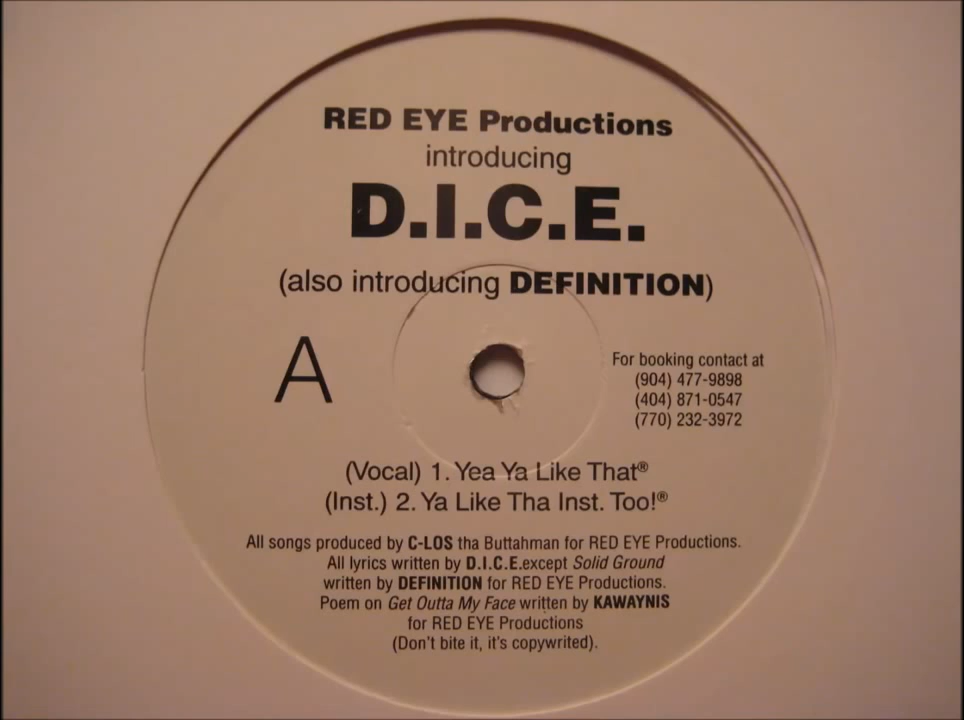 RED EYE Productions
introducing
D.I.C.E.
(also introducing DEFINITION)
A
For booking contact at
(904) 477-9898
(404) 871-0547
(770) 232-3972
(Vocal) 1. Yea Ya Like That®
(Inst.) 2. Ya Like Tha Inst. Too!®
All songs produced by C-LOS tha Buttahman for RED EYE Productions.
All lyrics written by D.I.C.E.except Solid Ground
written by DEFINITION for RED EYE Productions.
Poem on Get Outta My Face written by KAWAYNIS
for RED EYE Productions
(Don't bite it, it's copywrited).